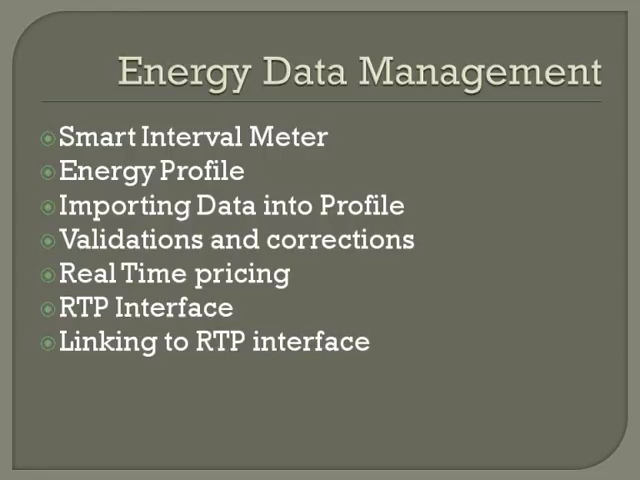 Energy Data Management
Smart Interval Meter
Energy Profile
Importing Data into Profile
Validations and corrections
Real Time pricing
RTP Interface
Linking to RTP interface